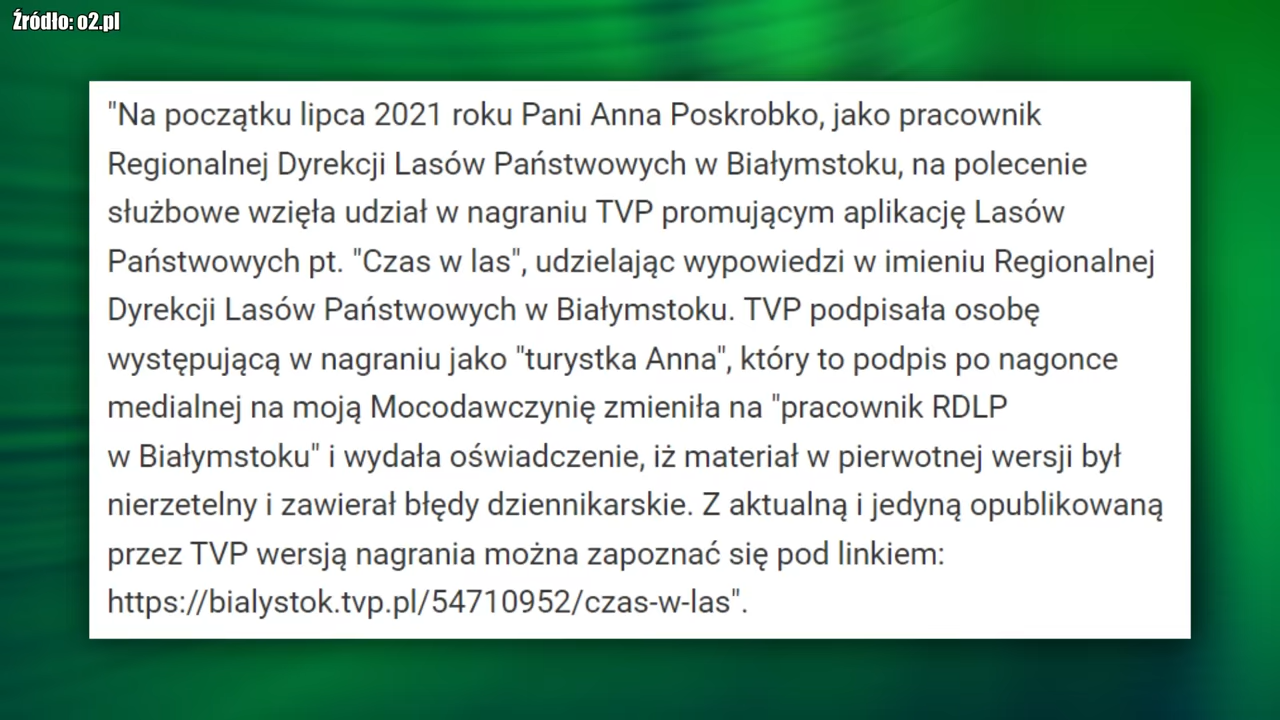 Źródło: o2.pl
"Na początku lipca 2021 roku Pani Anna Poskrobko, jako pracownik
Regionalnej Dyrekcji Lasów Państwowych w Białymstoku, na polecenie
służbowe wzięła udział w nagraniu TVP promującym aplikację Lasów
Państwowych pt. "Czas w las", udzielając wypowiedzi w imieniu Regionalnej
Dyrekcji Lasów Państwowych w Białymstoku. TVP podpisała osobę
występującą w nagraniu jako "turystka Anna", który to podpis po nagonce
medialnej na moją Mocodawczynię zmieniła na "pracownik RDLP
w Białymstoku" i wydała oświadczenie, iż materiał w pierwotnej wersji był
nierzetelny i zawierał błędy dziennikarskie. Z aktualną i jedyną opublikowaną
przez TVP wersją nagrania można zapoznać się pod linkiem:
https://bialystok.tvp.pl/54710952/czas-w-las".